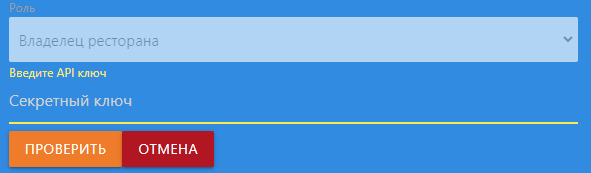 Роль
Владелец ресторана
Введите API ключ
Секретный ключ
ПРОВЕРИТЬ ОТМЕНА